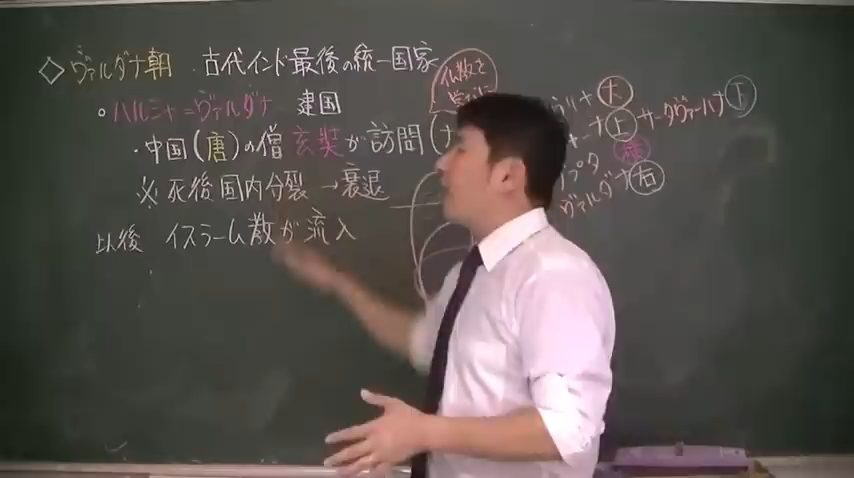 ◇ヴァルダナ朝 . 古代インド最後の統一国家
仏教を
。ハルシャ=ヴァルダナ 建国
・中国(唐)の僧 玄奘が訪問(ナ
※死後国内分裂→衰退
以後 イスラーム教が流入
大
上 サータヴァーハナ 下
プタ
ヴァルダナ 右